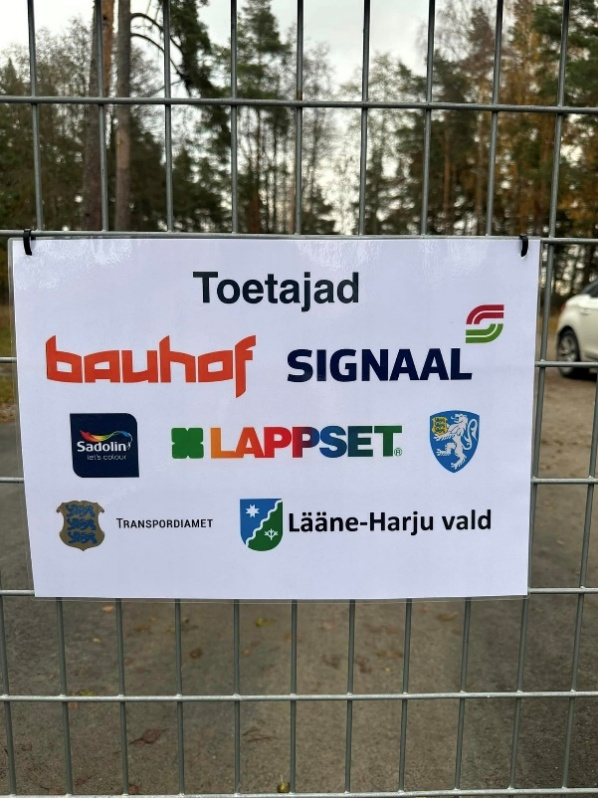 Toetajad
bauhof SIGNAAL
Sadolin LAPPSET®
let's colour
TRANSPORDIAMET Lääne-Harju vald